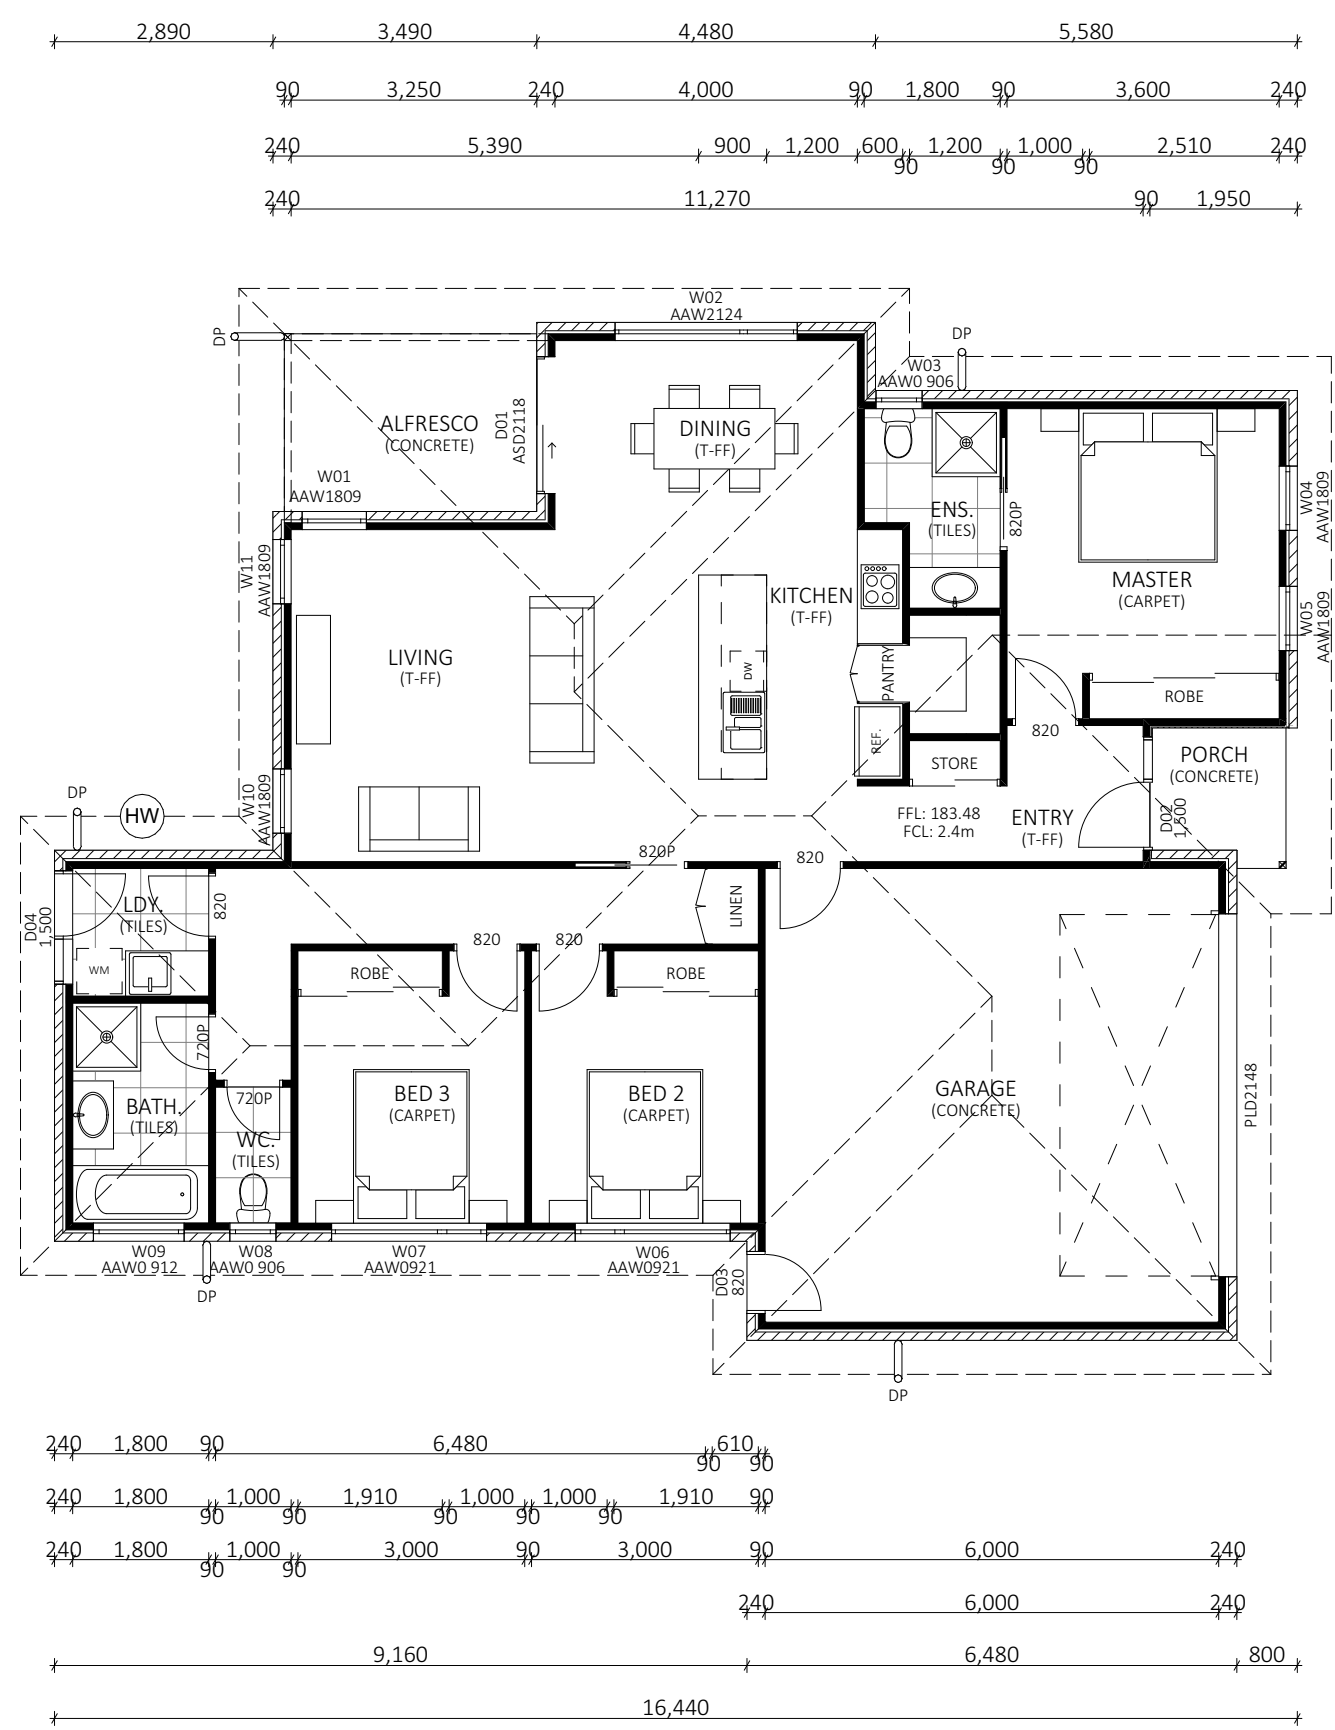 2,890 3,490 4,480 5,580
90 3,250 240 4,000 90 1,800 90 3,600 240
240 5,390 900 1,200 600 1,200 1,000 2,510 240
90 90 90
240 11,270 90 1,950
W02
AAW2124
DP
DP
W03
AAW0 906
ALFRESCO
(CONCRETE)
D01
ASD2118
DINING
(T-FF)
W01
AAW1809
ENS.
(TILES)
820P
W04
AAW1809
W11
AAW1809
KITCHEN
(T-FF)
MASTER
(CARPET)
W05
AAW1809
LIVING
(T-FF)
DW
PANTRY
ROBE
REF.
820
STORE
PORCH
(CONCRETE)
DP
HW
W10
AAW1809
FFL: 183.48
FCL: 2.4m
ENTRY
(T-FF)
D02
1,500
820P
820
D04
1,500
LDY.
(TILES)
820
LINEN
WM
820
820
ROBE
ROBE
720P
BATH.
(TILES)
720P
WC.
(TILES)
BED 3
(CARPET)
BED 2
(CARPET)
GARAGE
(CONCRETE)
PLD2148
W09
AAW0 912
W08
AAW0 906
W07
AAW0921
W06
AAW0921
D03
820
DP
DP
240 1,800 90 6,480 610
90 90
240 1,800 1,000 1,910 1,000 1,000 1,910 90
90 90 90 90 90
240 1,800 1,000 3,000 90 3,000 90 6,000 240
90 90
240 6,000 240
9,160 6,480 800
16,440